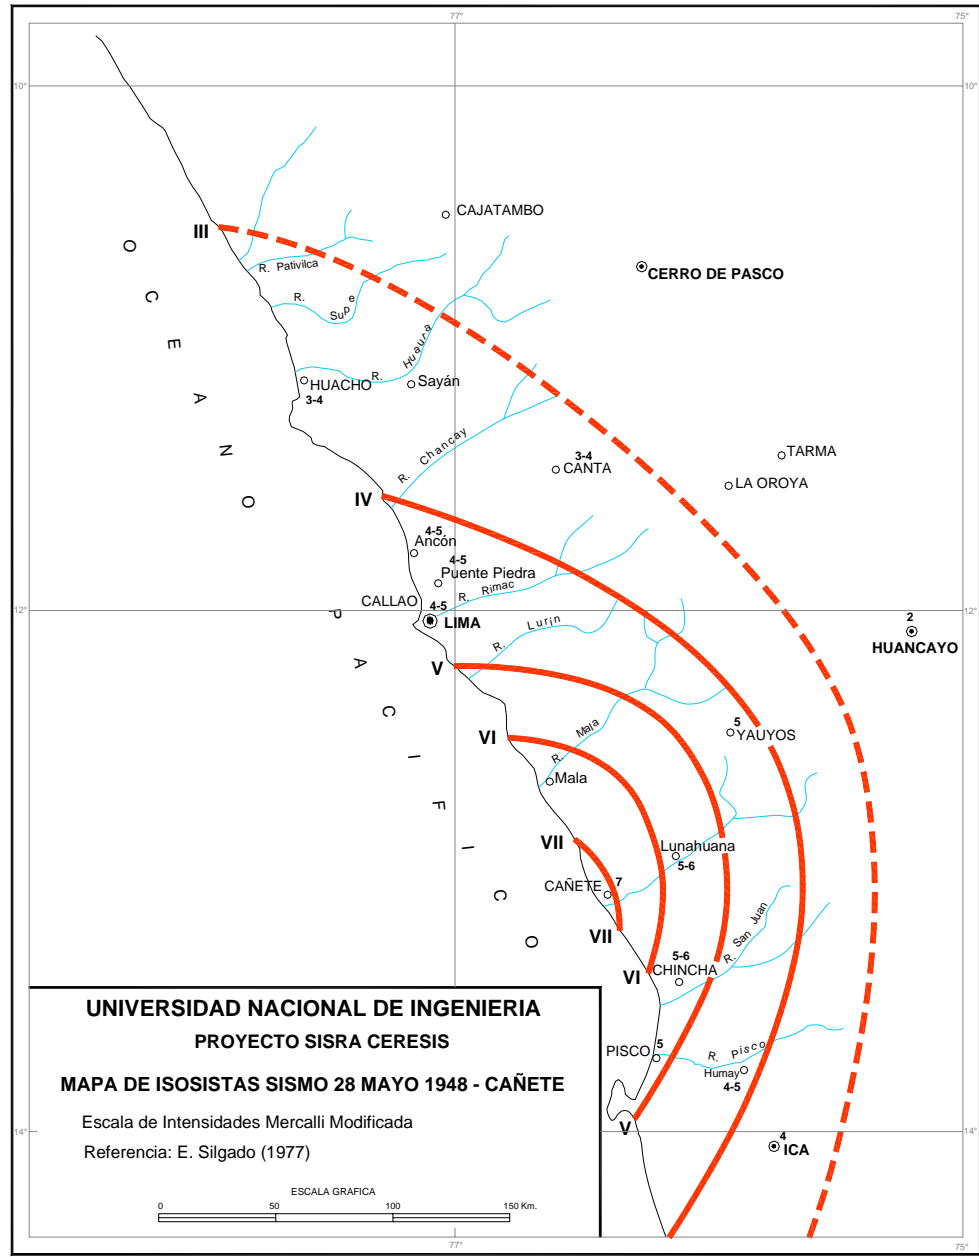 77°
75°
10°
10°
CAJATAMBO
III
CERRO DE PASCO
R. Pativilca
R. Supe
R. Huaura
HUACHO
3-4
Sayán
R. Chancay
3-4
CANTA
TARMA
LA OROYA
IV
4-5
Ancón
4-5
Puente Piedra
CALLAO
4-5
LIMA
R. Rimac
12°
12°
2
HUANCAYO
R. Lurín
V
OCEANO PACIFICO
5
YAUYOS
VI
R. Mala
Mala
VII
Lunahuana
5-6
CAÑETE
7
VII
R. San Juan
5-6
CHINCHA
VI
PISCO
5
R. Pisco
Humay
4-5
V
4
ICA
14°
14°
UNIVERSIDAD NACIONAL DE INGENIERIA
PROYECTO SISRA CERESIS
MAPA DE ISOSISTAS SISMO 28 MAYO 1948 - CAÑETE
Escala de Intensidades Mercalli Modificada
Referencia: E. Silgado (1977)
ESCALA GRAFICA
0 50 100 150 Km.
77°
75°